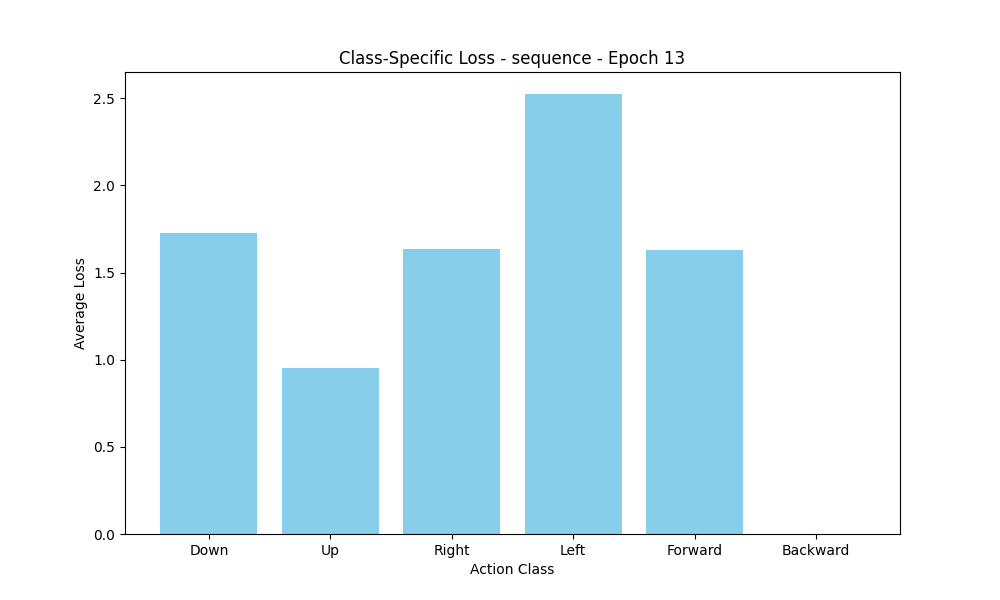 Class-Specific Loss - sequence - Epoch 13
Average Loss
2.5
2.0
1.5
1.0
0.5
0.0
Down Up Right Left Forward Backward
Action Class